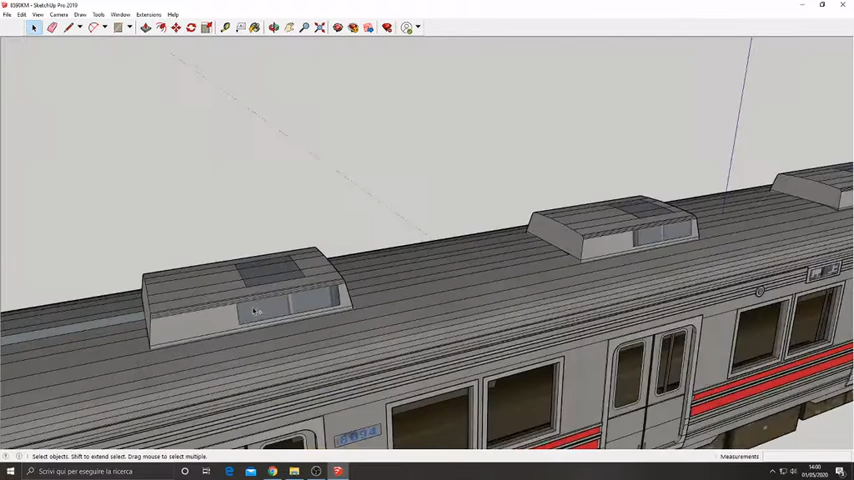 8590KM - SketchUp Pro 2019
File Edit View Camera Draw Tools Window Extensions Help
Select objects. Shift to extend select. Drag mouse to select multiple.
Measurements
Scrivi qui per eseguire la ricerca
14:00
01/05/2020